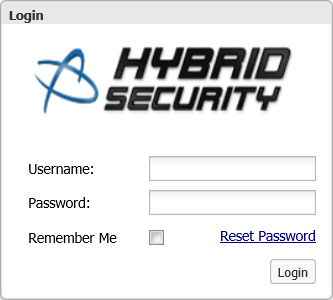 Login
HYBRID
SECURITY
Username:
Password:
Remember Me
Reset Password
Login